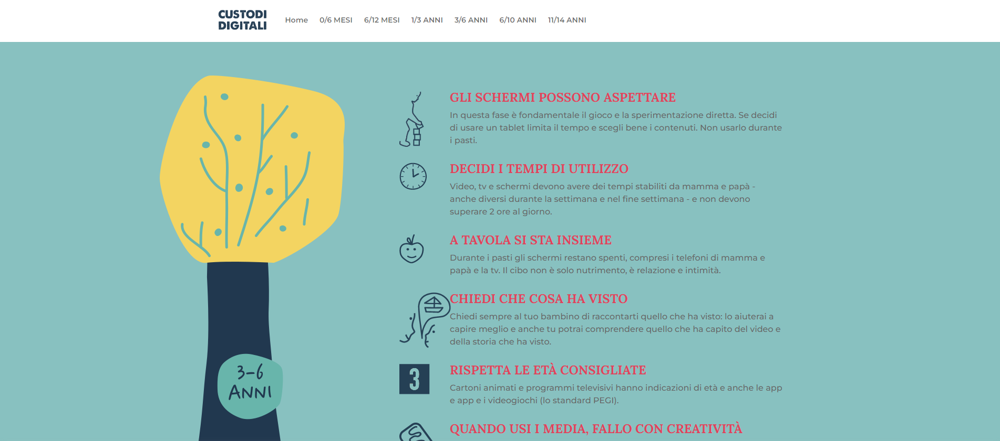 CUSTODI
DIGITALI
Home 0/6 MESI 6/12 MESI 1/3 ANNI 3/6 ANNI 6/10 ANNI 11/14 ANNI
GLI SCHERMI POSSONO ASPETTARE
In questa fase è fondamentale il gioco e la sperimentazione diretta. Se decidi
di usare un tablet limita il tempo e scegli bene i contenuti. Non usarlo durante
i pasti.
DECIDI I TEMPI DI UTILIZZO
Video, tv e schermi devono avere dei tempi stabiliti da mamma e papà -
anche diversi durante la settimana e nel fine settimana - e non devono
superare 2 ore al giorno.
A TAVOLA SI STA INSIEME
Durante i pasti gli schermi restano spenti, compresi i telefoni di mamma e
papà e la tv. Il cibo non è solo nutrimento, è relazione e intimità.
CHIEDI CHE COSA HA VISTO
Chiedi sempre al tuo bambino di raccontarti quello che ha visto: lo aiuterai a
capire meglio e anche tu potrai comprendere quello che ha capito del video e
della storia che ha visto.
3
RISPETTA LE ETÀ CONSIGLIATE
Cartoni animati e programmi televisivi hanno indicazioni di età e anche le app
e app e i videogiochi (lo standard PEGI).
QUANDO USI I MEDIA, FALLO CON CREATIVITÀ
3-6
ANNI